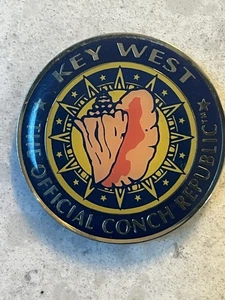 KEY WEST
THE OFFICIAL CONCH REPUBLIC™